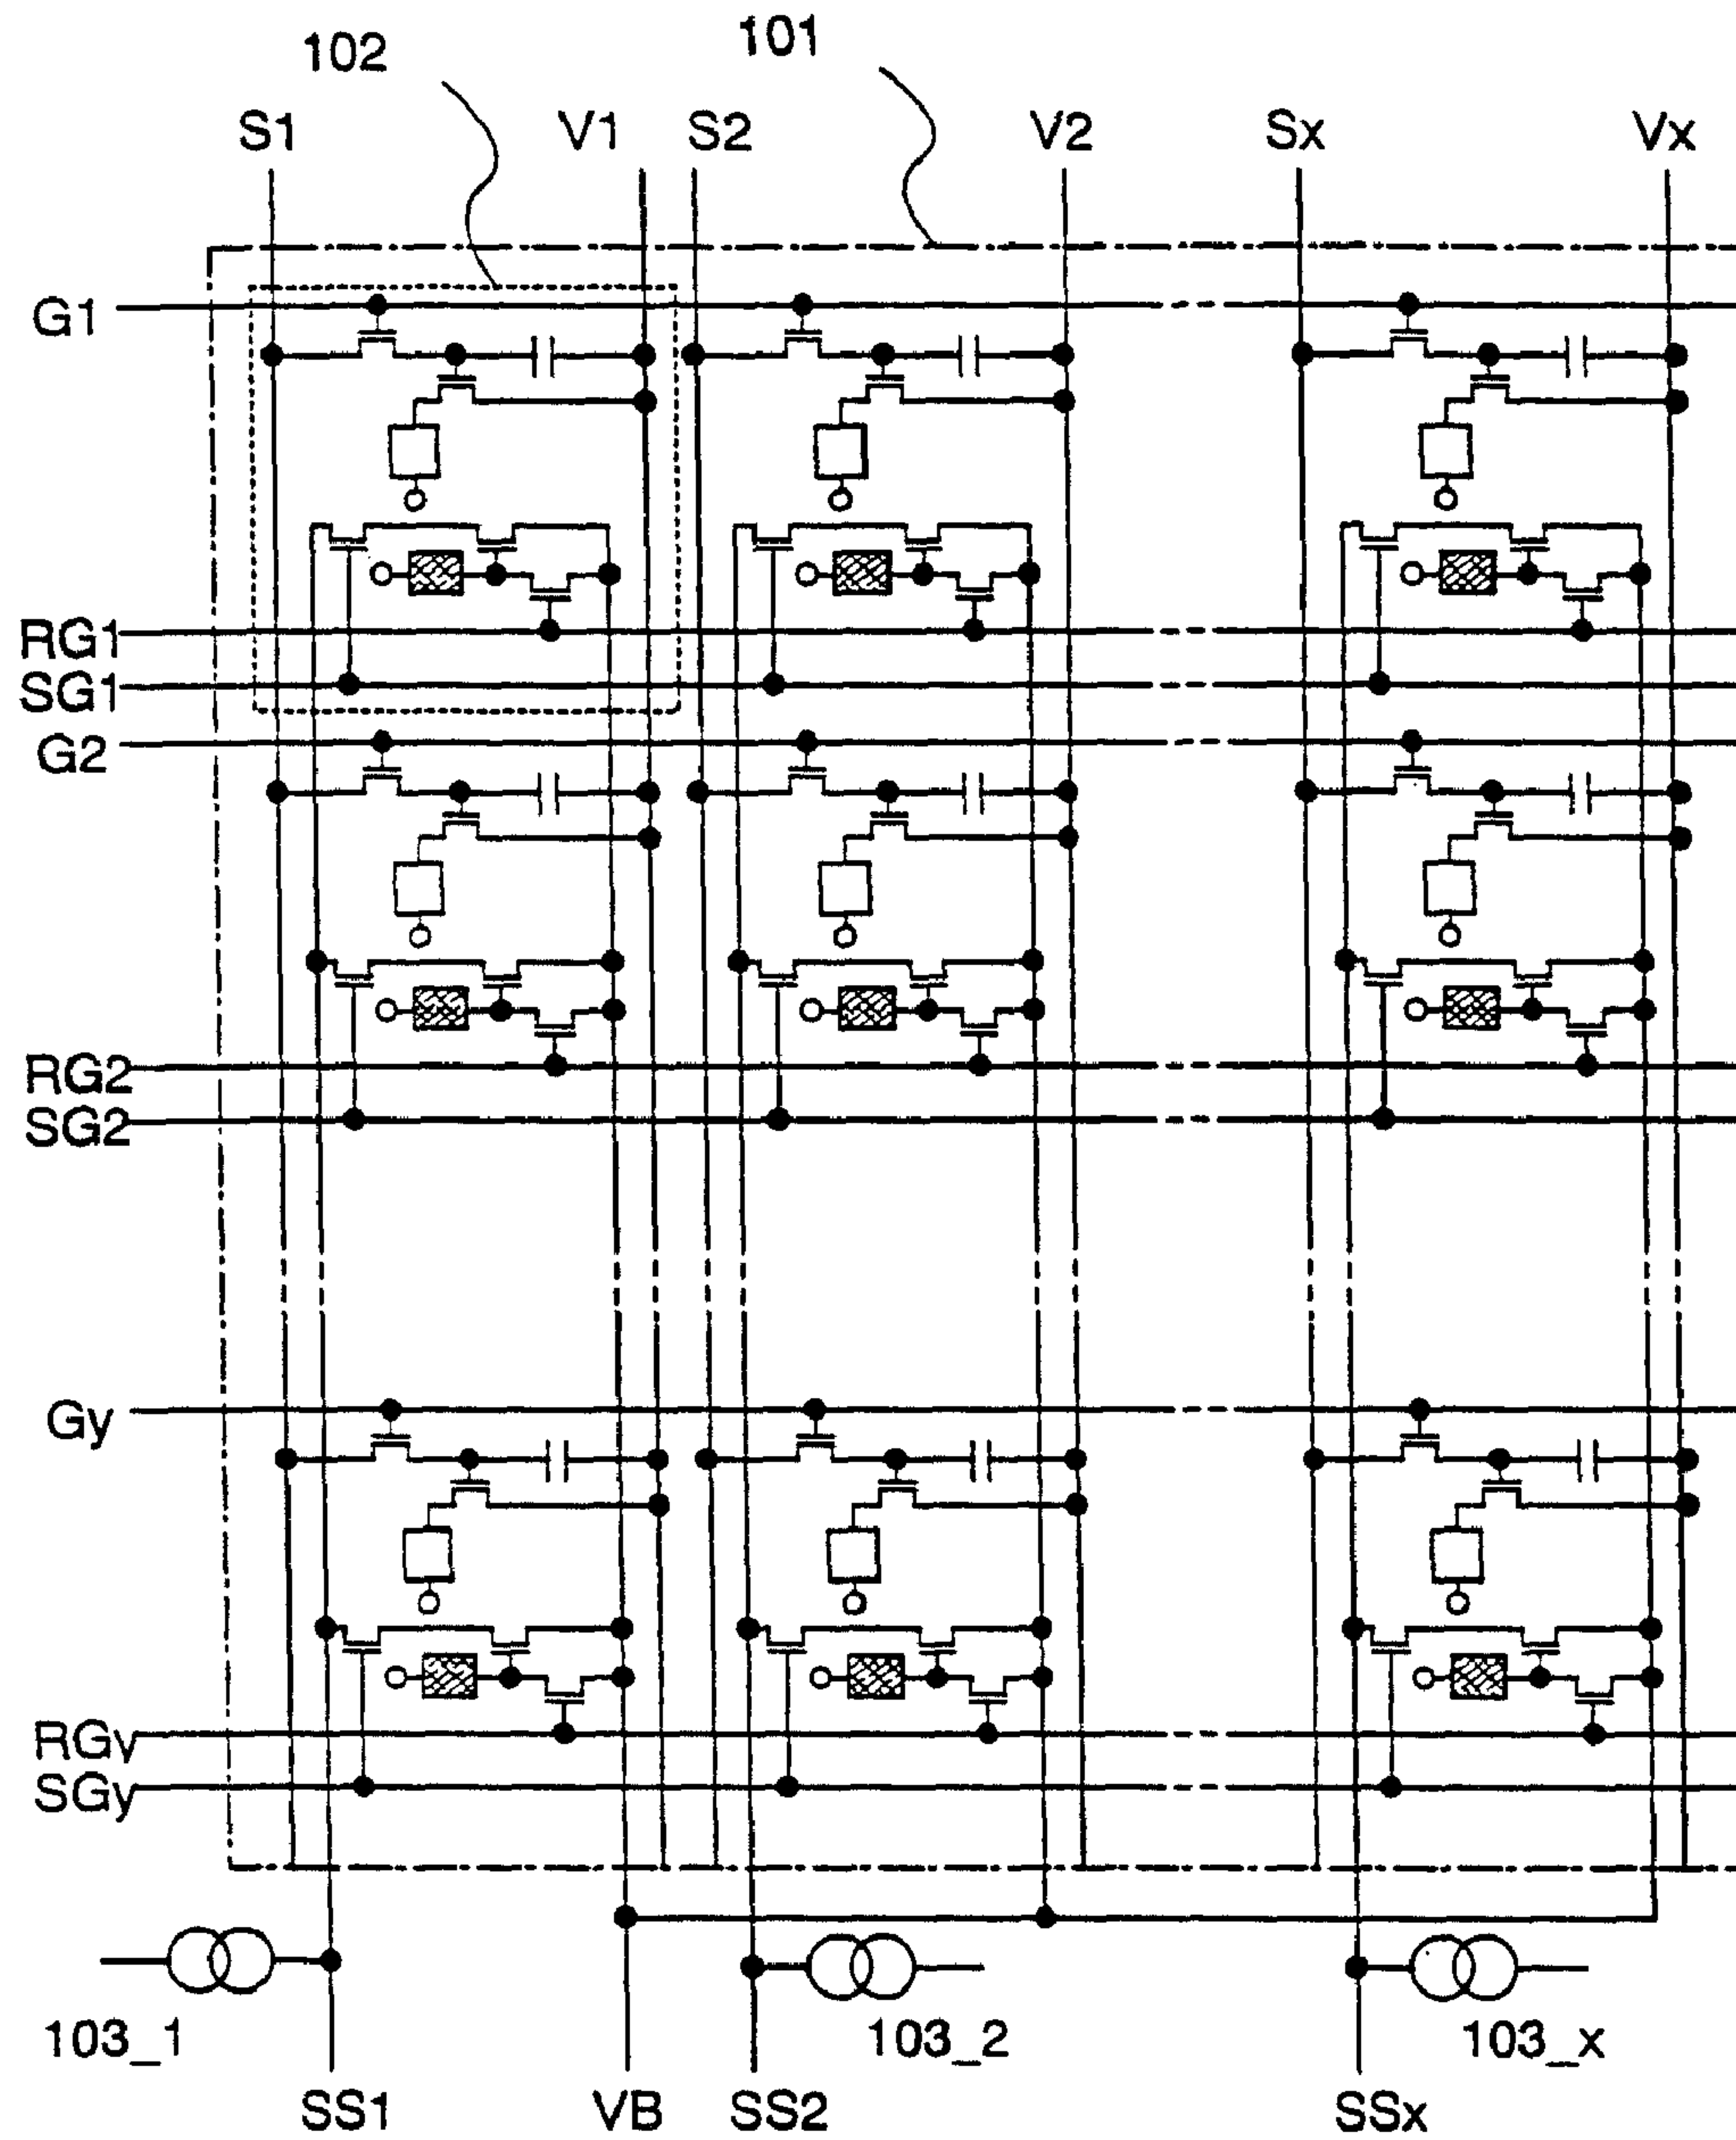 102
101
S1
V1
S2
V2
Sx
Vx
G1
RG1
SG1
G2
RG2
SG2
Gy
RGy
SGy
103_1
103_2
103_x
SS1
VB
SS2
SSx